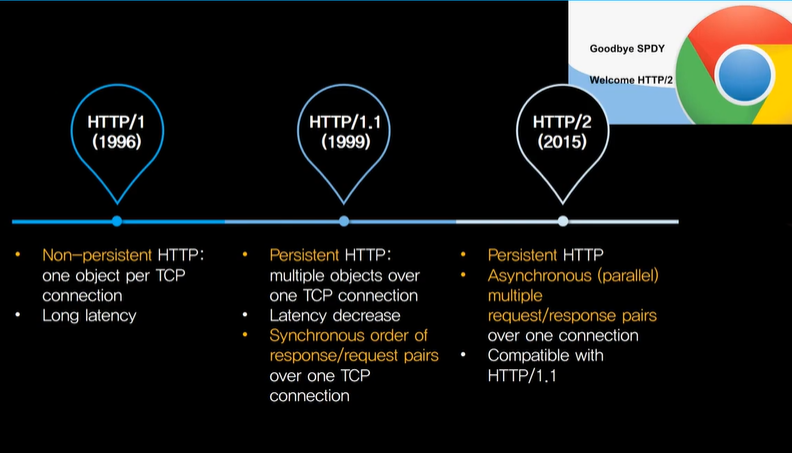 Goodbye SPDY
Welcome HTTP/2
HTTP/1
(1996)
HTTP/1.1
(1999)
HTTP/2
(2015)
• Non-persistent HTTP:
one object per TCP
connection
• Long latency
• Persistent HTTP:
multiple objects over
one TCP connection
• Latency decrease
• Synchronous order of
response/request pairs
over one TCP
connection
• Persistent HTTP
• Asynchronous (parallel)
multiple
request/response pairs
over one connection
• Compatible with
HTTP/1.1